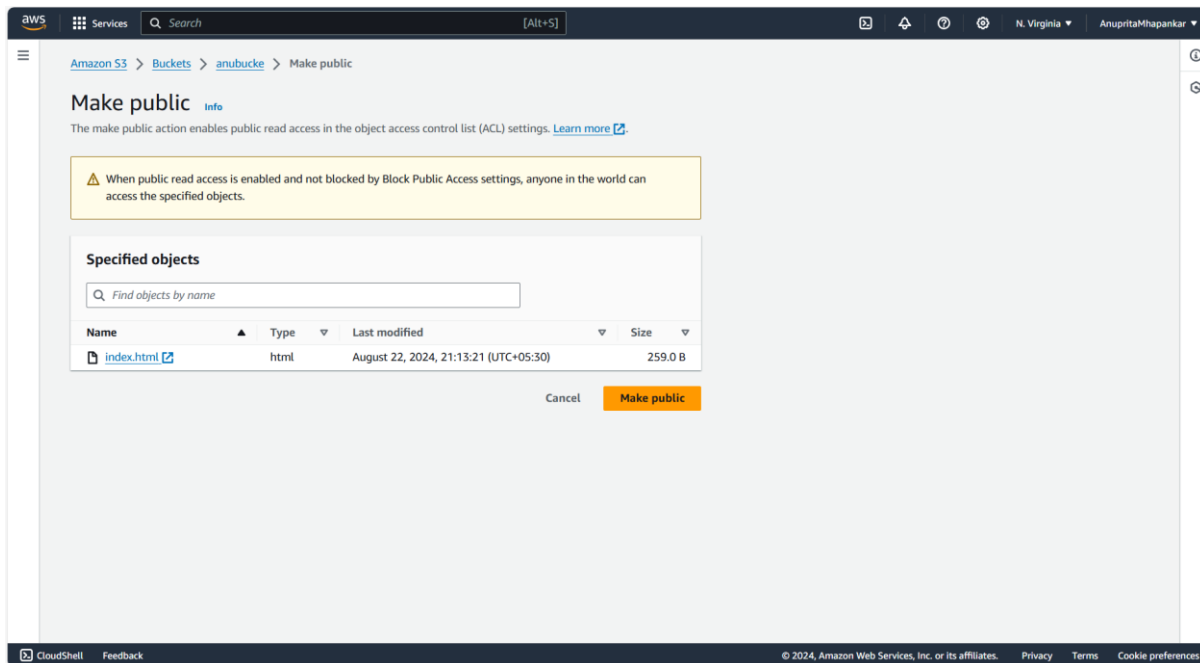 aws Services Search [Alt+S] N. Virginia AnupritaMhapankar
Amazon S3 > Buckets > anubucke > Make public
Make public Info
The make public action enables public read access in the object access control list (ACL) settings. Learn more.
When public read access is enabled and not blocked by Block Public Access settings, anyone in the world can
access the specified objects.
Specified objects
Find objects by name
Name Type Last modified Size
index.html html August 22, 2024, 21:13:21 (UTC+05:30) 259.0 B
Cancel Make public
CloudShell Feedback © 2024, Amazon Web Services, Inc. or its affiliates. Privacy Terms Cookie preferences